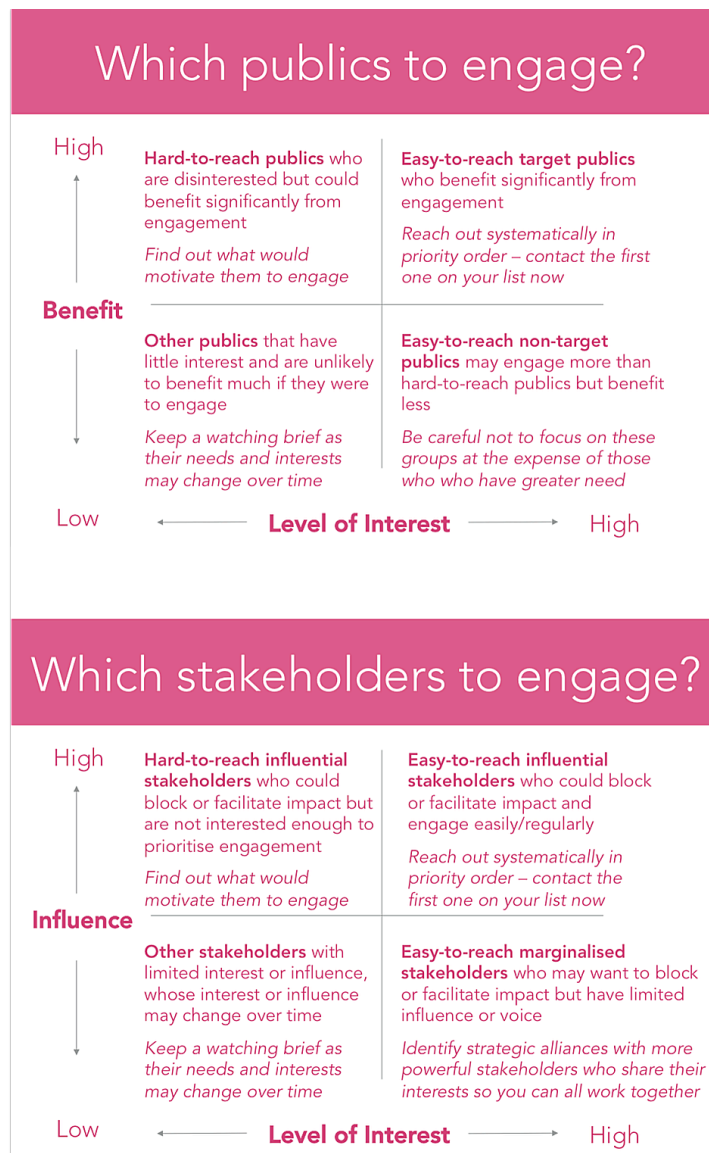 Which publics to engage?
High
Hard-to-reach publics who
are disinterested but could
benefit significantly from
engagement
Find out what would
motivate them to engage
Easy-to-reach target publics
who benefit significantly from
engagement
Reach out systematically in
priority order – contact the first
one on your list now
Benefit
Other publics that have
little interest and are unlikely
to benefit much if they were
to engage
Keep a watching brief as
their needs and interests
may change over time
Easy-to-reach non-target
publics may engage more than
hard-to-reach publics but benefit
less
Be careful not to focus on these
groups at the expense of those
who who have greater need
Low
Level of Interest
High
Which stakeholders to engage?
High
Hard-to-reach influential
stakeholders who could
block or facilitate impact but
are not interested enough to
prioritise engagement
Find out what would
motivate them to engage
Easy-to-reach influential
stakeholders who could block
or facilitate impact and
engage easily/regularly
Reach out systematically in
priority order – contact the
first one on your list now
Influence
Other stakeholders with
limited interest or influence,
whose interest or influence
may change over time
Keep a watching brief as
their needs and interests
may change over time
Easy-to-reach marginalised
stakeholders who may want to block
or facilitate impact but have limited
influence or voice
Identify strategic alliances with more
powerful stakeholders who share their
interests so you can all work together
Low
Level of Interest
High